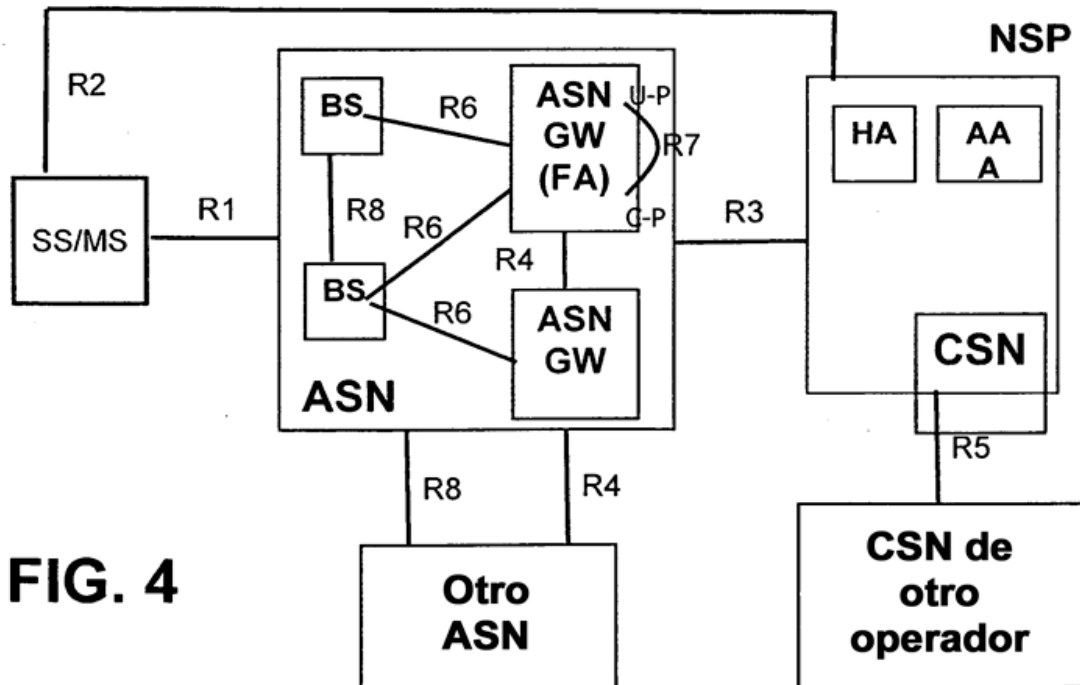 NSP
R2
BS
R6
ASN
GW
(FA)
U-P
R7
C-P
HA
AA
A
SS/MS
R1
R8
R6
R3
R4
BS
R6
ASN
GW
ASN
CSN
R5
R8
R4
FIG. 4
Otro
ASN
CSN de
otro
operador